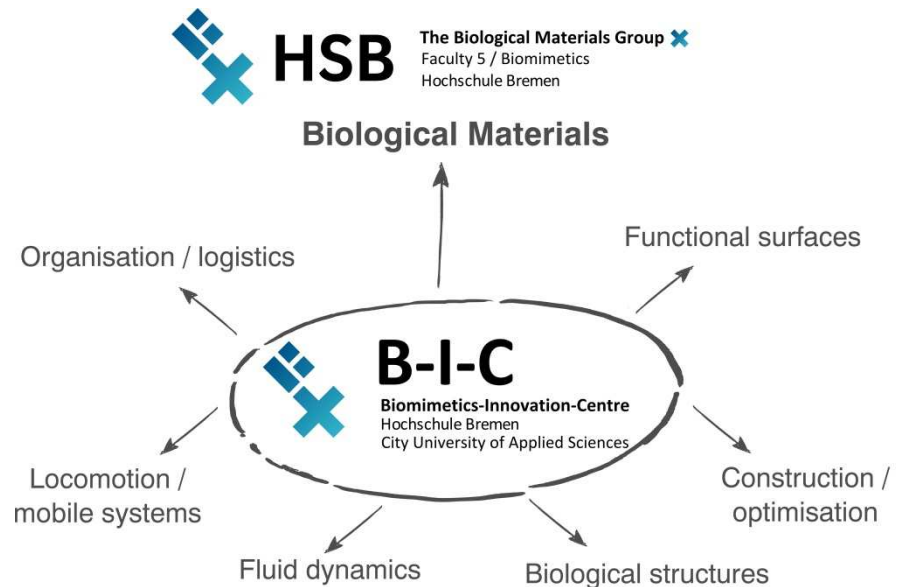 HSB
The Biological Materials Group
Faculty 5 / Biomimetics
Hochschule Bremen
Biological Materials
Organisation / logistics
Functional surfaces
B-I-C
Biomimetics-Innovation-Centre
Hochschule Bremen
City University of Applied Sciences
Locomotion /
mobile systems
Construction /
optimisation
Fluid dynamics
Biological structures